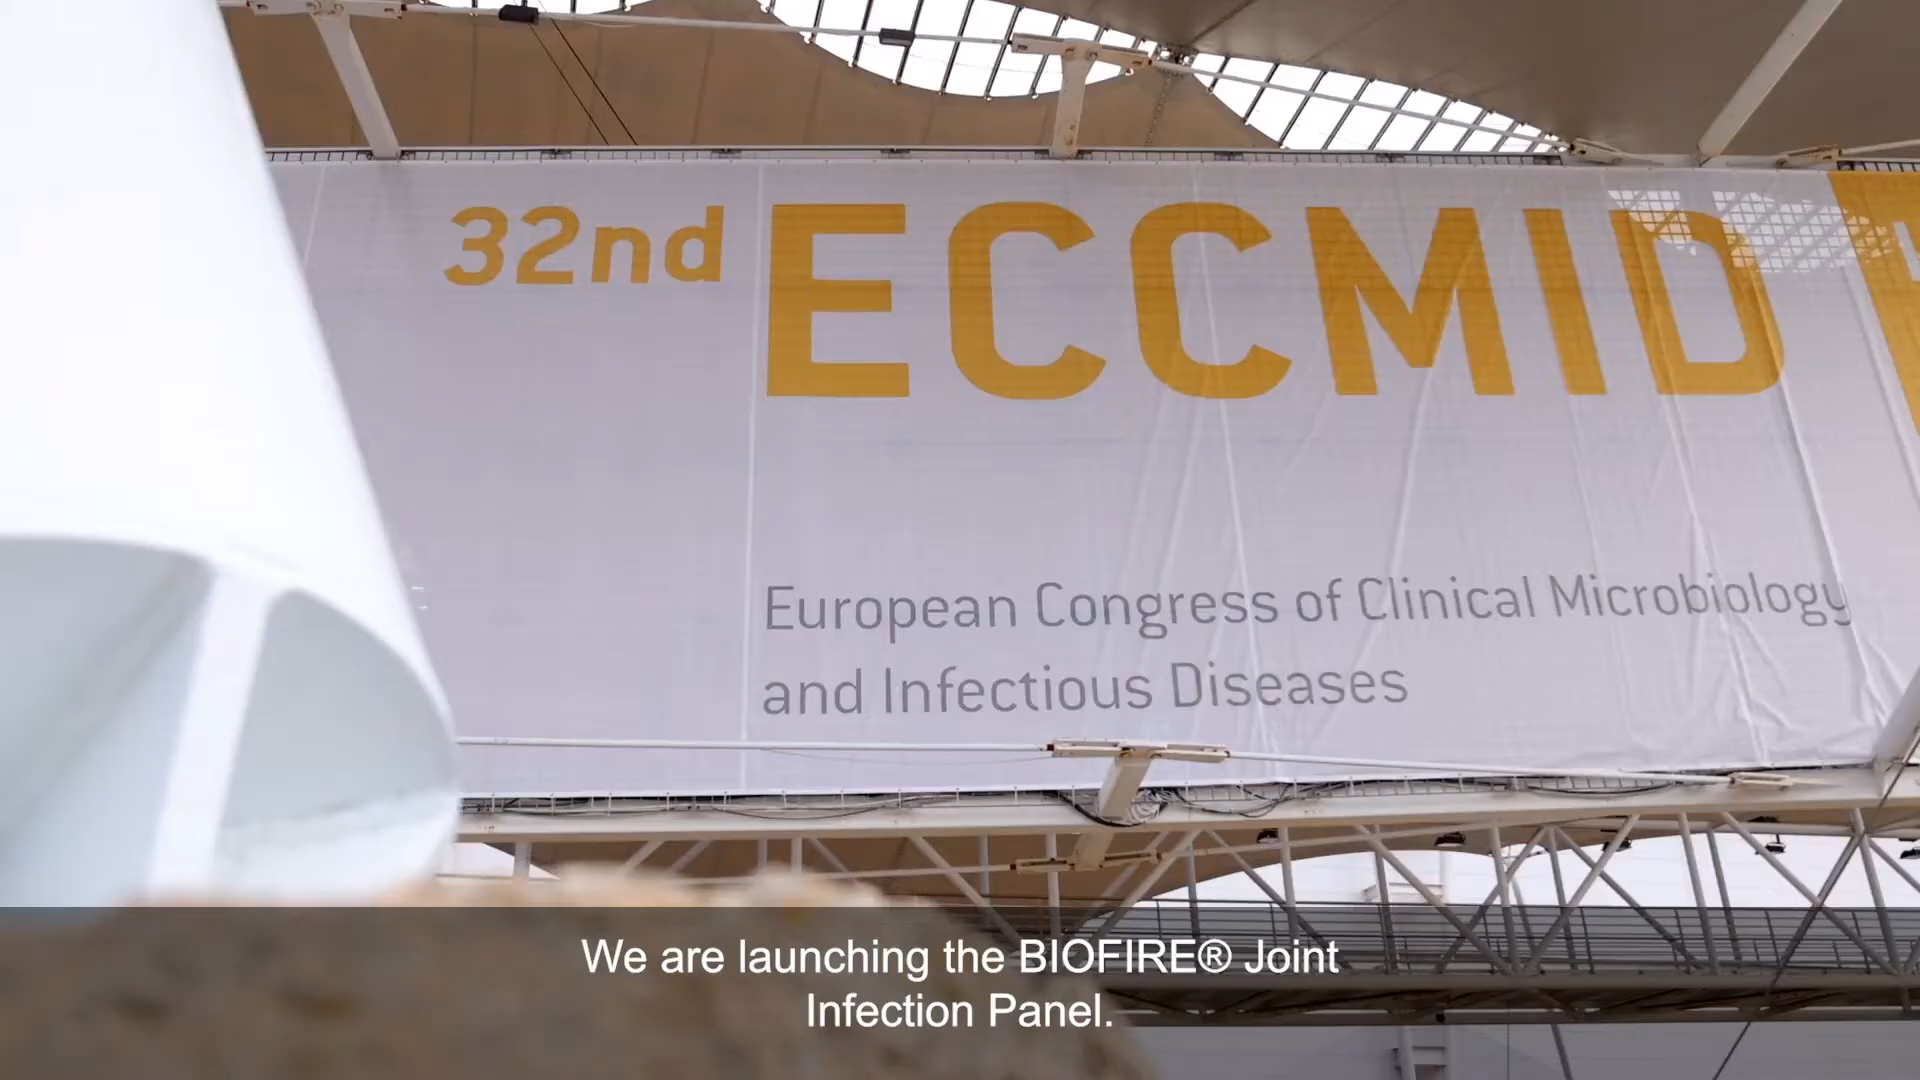 32nd ECCMID
European Congress of Clinical Microbiology
and Infectious Diseases
We are launching the BIOFIRE® Joint
Infection Panel.